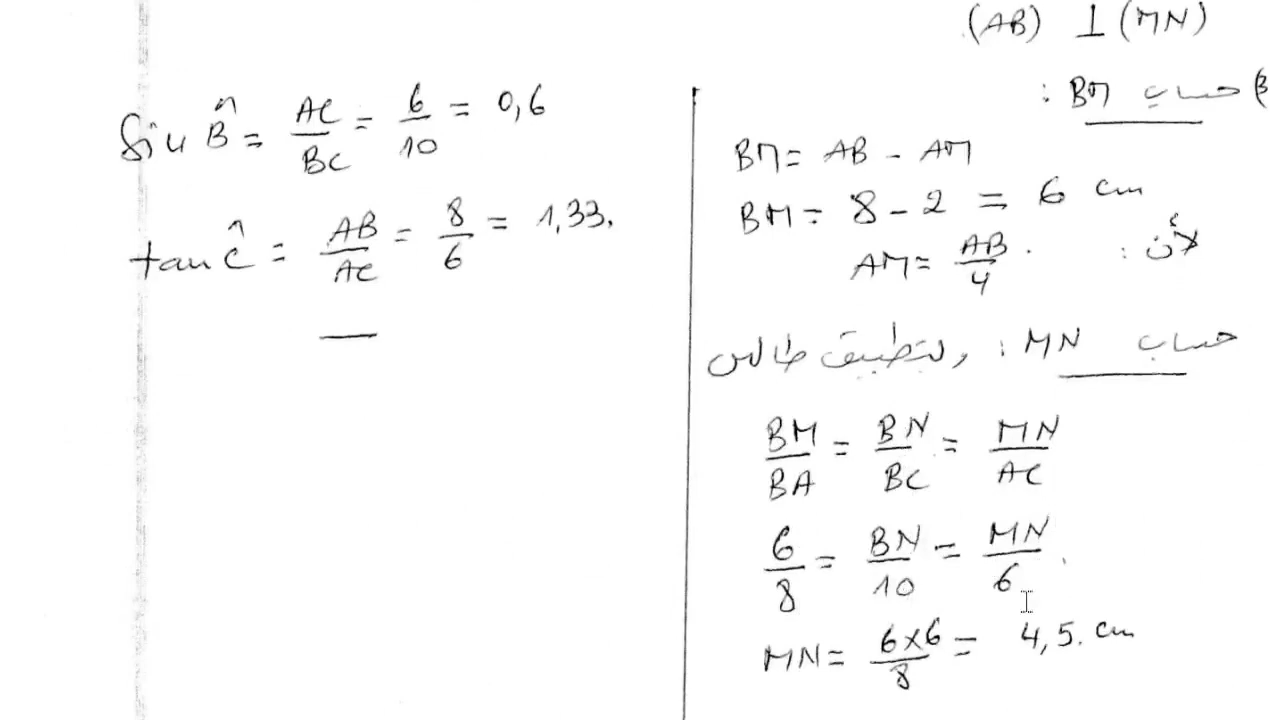 (AB) ⊥ (MN)
3) حساب BM :
BM = AB - AM
BM = 8 - 2 = 6 cm
لأن : AM = AB/4 .
حساب MN : وبتطبيق طالس
BM/BA = BN/BC = MN/AC
6/8 = BN/10 = MN/6 .
MN = 6×6/8 = 4,5. cm
Sin B̂ = AC/BC = 6/10 = 0,6
tan Ĉ = AB/AC = 8/6 = 1,33.